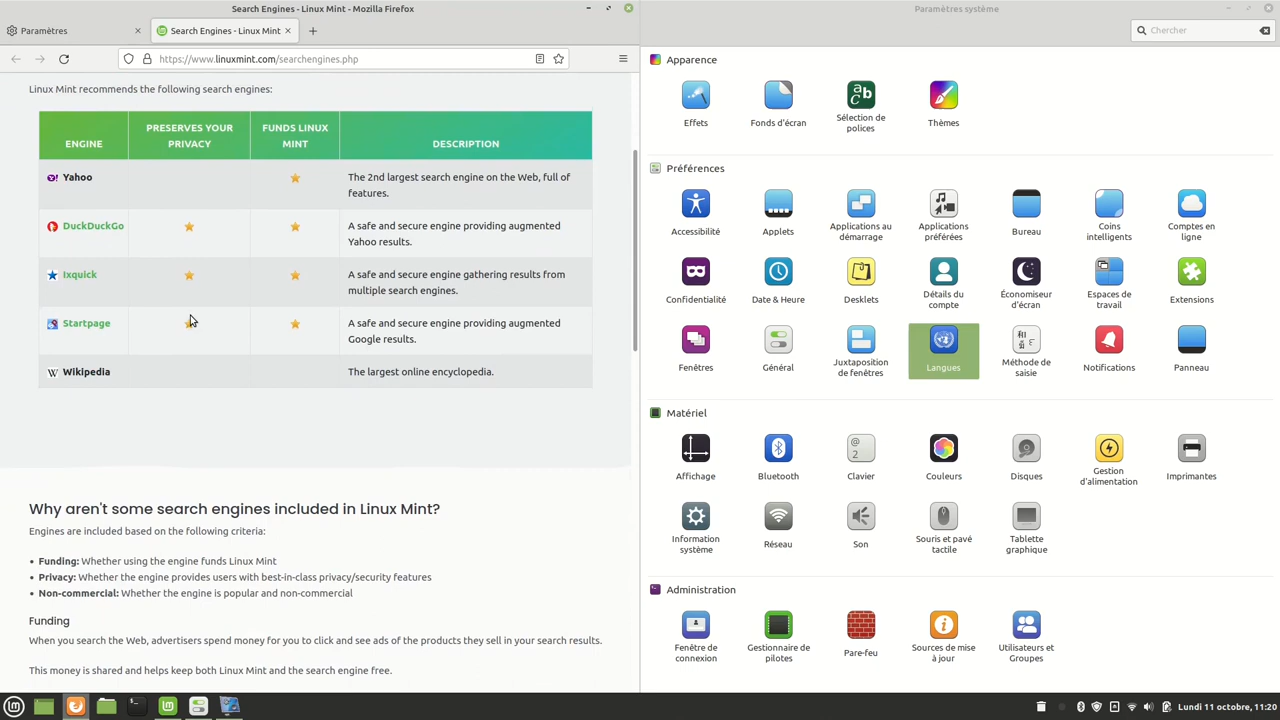 Search Engines - Linux Mint - Mozilla Firefox
Paramètres
Search Engines - Linux Mint
https://www.linuxmint.com/searchengines.php
Linux Mint recommends the following search engines:
ENGINE
PRESERVES YOUR
PRIVACY
FUNDS LINUX
MINT
DESCRIPTION
Yahoo
The 2nd largest search engine on the Web, full of
features.
DuckDuckGo
A safe and secure engine providing augmented
Yahoo results.
Ixquick
A safe and secure engine gathering results from
multiple search engines.
Startpage
A safe and secure engine providing augmented
Google results.
Wikipedia
The largest online encyclopedia.
Why aren't some search engines included in Linux Mint?
Engines are included based on the following criteria:
• Funding: Whether using the engine funds Linux Mint
• Privacy: Whether the engine provides users with best-in-class privacy/security features
• Non-commercial: Whether the engine is popular and non-commercial
Funding
When you search the Web, advertisers spend money for you to click and see ads of the products they sell in your search results.
This money is shared and helps keep both Linux Mint and the search engine free.
Paramètres système
Chercher
Apparence
Effets
Fonds d'écran
Sélection de
polices
Thèmes
Préférences
Accessibilité
Applets
Applications au
démarrage
Applications
préférées
Bureau
Coins
intelligents
Comptes en
ligne
Confidentialité
Date & Heure
Desklets
Détails du
compte
Économiseur
d'écran
Espaces de
travail
Extensions
Fenêtres
Général
Juxtaposition
de fenêtres
Langues
Méthode de
saisie
Notifications
Panneau
Matériel
Affichage
Bluetooth
Clavier
Couleurs
Disques
Gestion
d'alimentation
Imprimantes
Information
système
Réseau
Son
Souris et pavé
tactile
Tablette
graphique
Administration
Fenêtre de
connexion
Gestionnaire de
pilotes
Pare-feu
Sources de mise
à jour
Utilisateurs et
Groupes
Lundi 11 octobre, 11:20